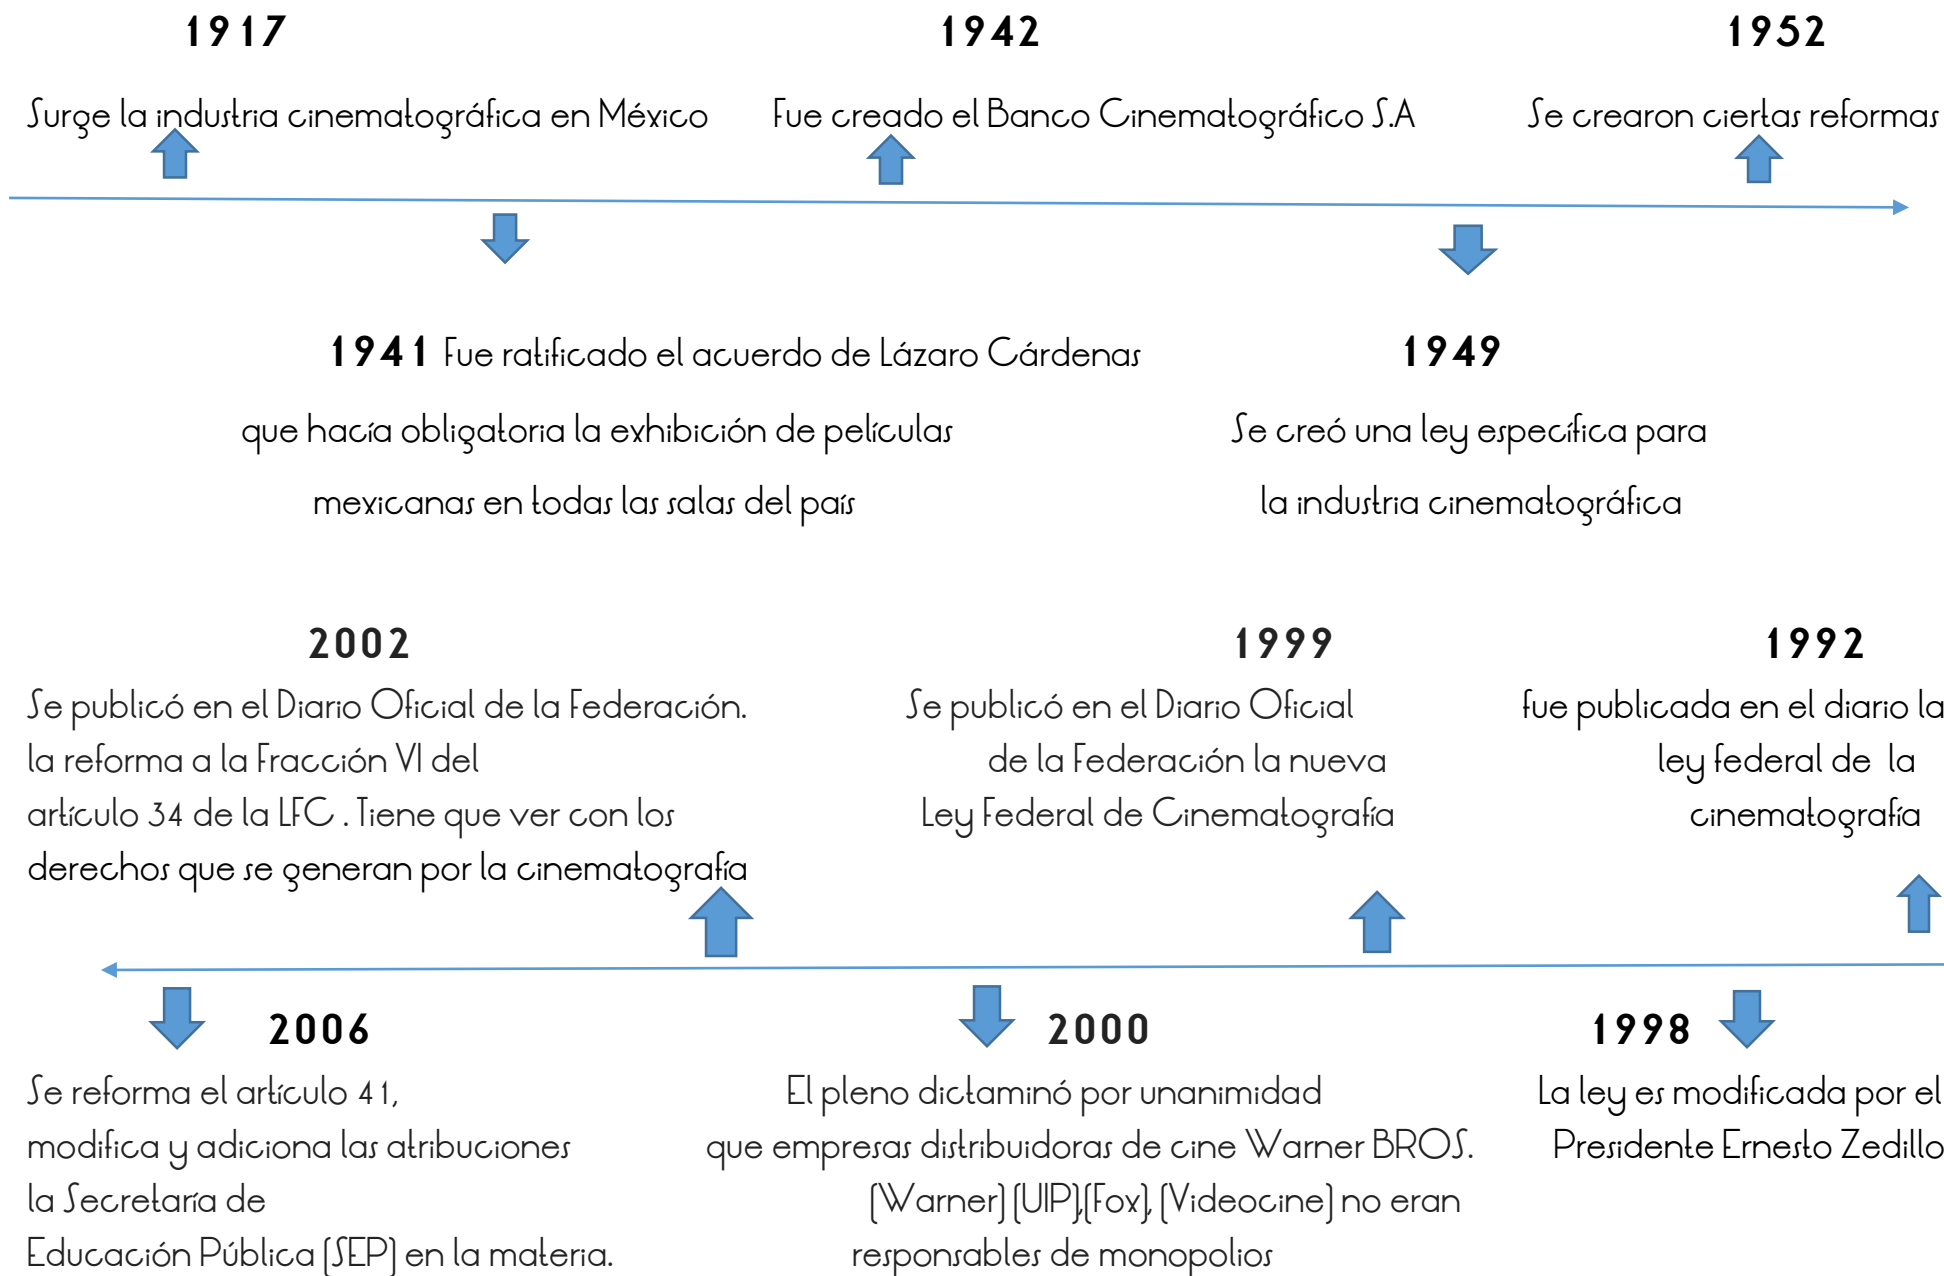 1917
Surge la industria cinematográfica en México
1942
Fue creado el Banco Cinematográfico S.A
1952
Se crearon ciertas reformas
1941 Fue ratificado el acuerdo de Lázaro Cárdenas
que hacía obligatoria la exhibición de películas
mexicanas en todas las salas del país
1949
Se creó una ley específica para
la industria cinematográfica
2002
Se publicó en el Diario Oficial de la Federación.
la reforma a la Fracción VI del
artículo 34 de la LFC . Tiene que ver con los
derechos que se generan por la cinematografía
1999
Se publicó en el Diario Oficial
de la Federación la nueva
Ley Federal de Cinematografía
1992
fue publicada en el diario la
ley federal de la
cinematografía
2006
Se reforma el artículo 41,
modifica y adiciona las atribuciones
la Secretaría de
Educación Pública (SEP) en la materia.
2000
El pleno dictaminó por unanimidad
que empresas distribuidoras de cine Warner BROS.
(Warner) (UIP),(Fox), (Videocine) no eran
responsables de monopolios
1998
La ley es modificada por el
Presidente Ernesto Zedillo